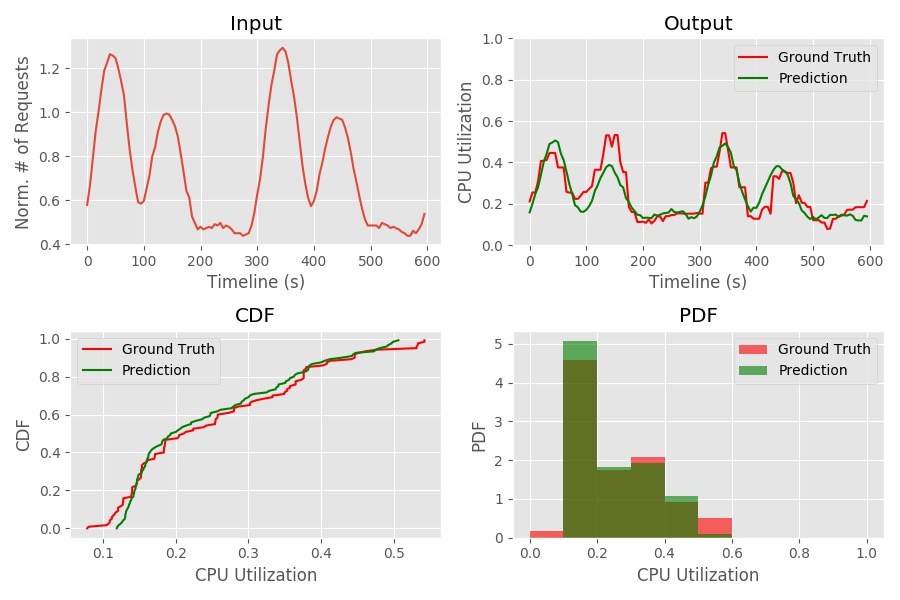 Input
Norm. # of Requests
1.2
1.0
0.8
0.6
0.4
0 100 200 300 400 500 600
Timeline (s)
Output
CPU Utilization
1.0
0.8
0.6
0.4
0.2
0.0
Ground Truth
Prediction
0 100 200 300 400 500 600
Timeline (s)
CDF
CDF
1.0
0.8
0.6
0.4
0.2
0.0
Ground Truth
Prediction
0.1 0.2 0.3 0.4 0.5
CPU Utilization
PDF
PDF
5
4
3
2
1
0
Ground Truth
Prediction
0.0 0.2 0.4 0.6 0.8 1.0
CPU Utilization